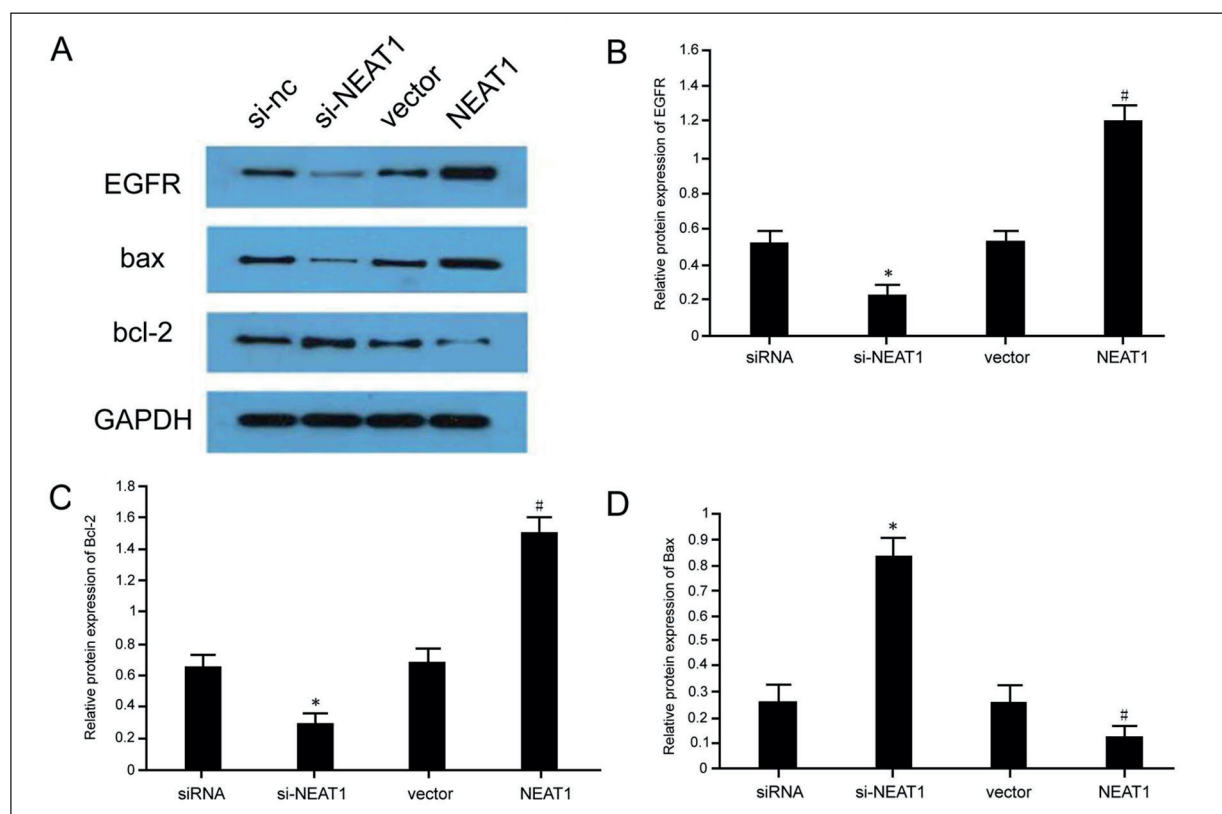 A
si-nc
si-NEAT1
vector
NEAT1
EGFR
bax
bcl-2
GAPDH
B
Relative protein expression of EGFR
1.6
1.4
1.2
1
0.8
0.6
0.4
0.2
0
*
#
siRNA
si-NEAT1
vector
NEAT1
C
Relative protein expression of Bcl-2
1.8
1.6
1.4
1.2
1
0.8
0.6
0.4
0.2
0
*
#
siRNA
si-NEAT1
vector
NEAT1
D
Relative protein expression of Bax
1
0.9
0.8
0.7
0.6
0.5
0.4
0.3
0.2
0.1
0
*
#
siRNA
si-NEAT1
vector
NEAT1